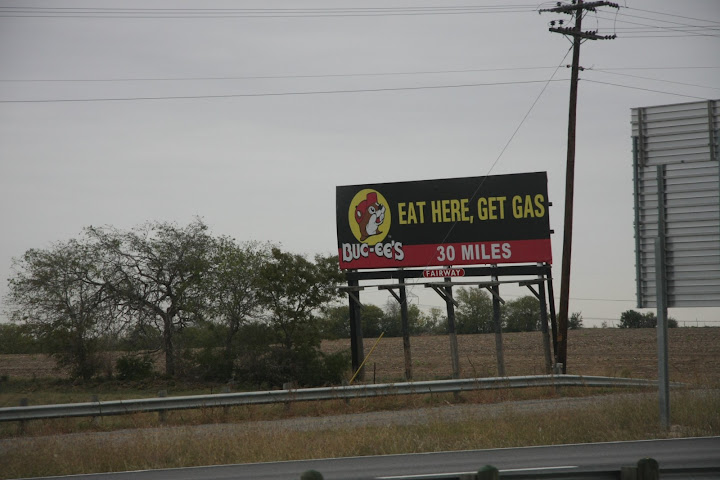 EAT HERE, GET GAS
BUC-EE'S
30 MILES
FAIRWAY